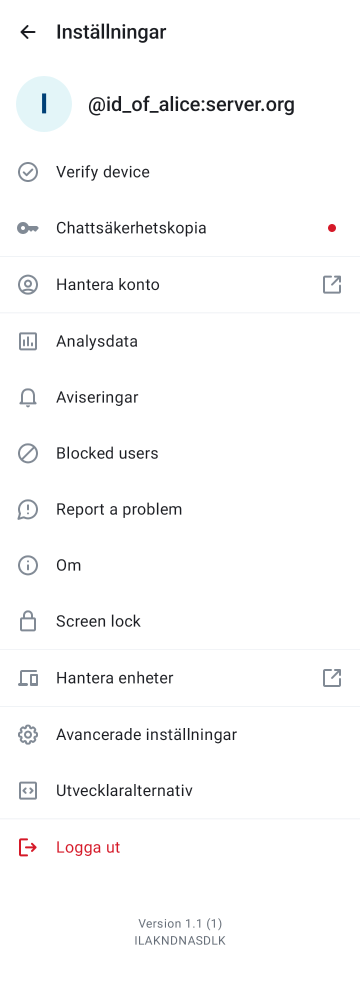 Inställningar
I
@id_of_alice:server.org
Verify device
Chattsäkerhetskopia
Hantera konto
Analysdata
Aviseringar
Blocked users
Report a problem
Om
Screen lock
Hantera enheter
Avancerade inställningar
Utvecklaralternativ
Logga ut
Version 1.1 (1)
ILAKNDNASDLK